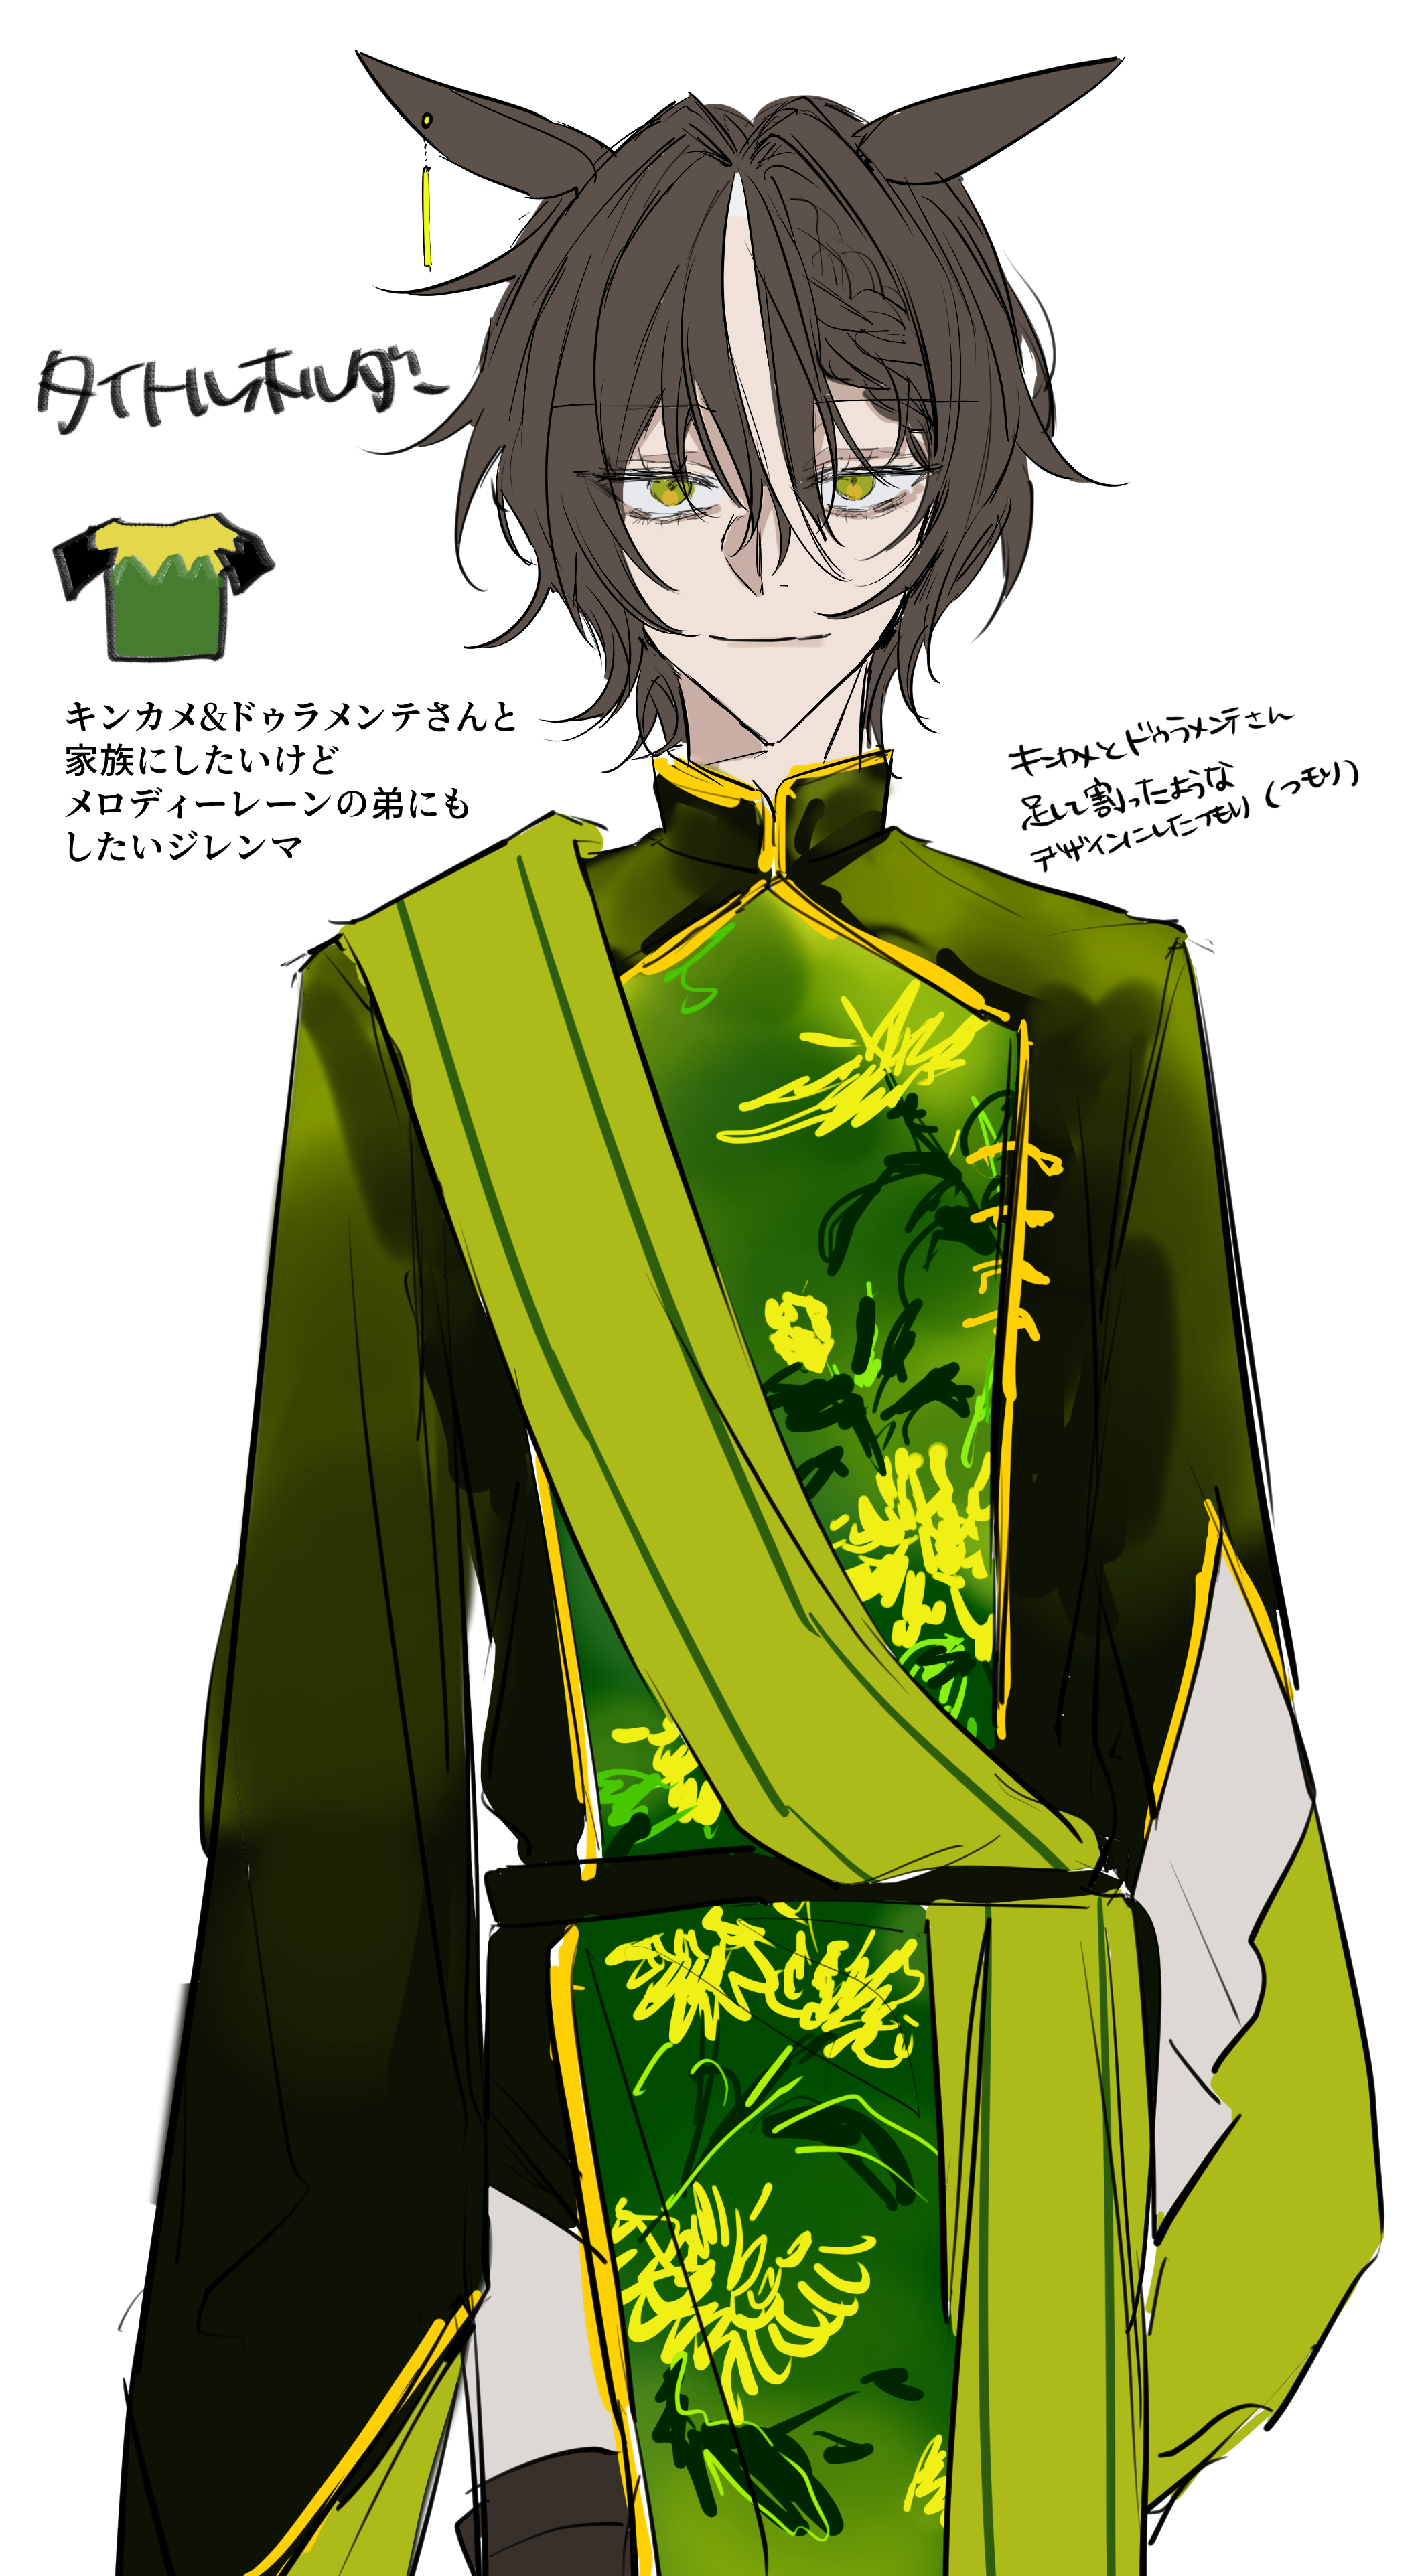 タイトルホルダー
キンカメ&ドゥラメンテさんと
家族にしたいけど
メロディーレーンの弟にも
したいジレンマ
キンカメとドゥラメンテさん
足して割ったような
デザインにしたつもり(つもり)